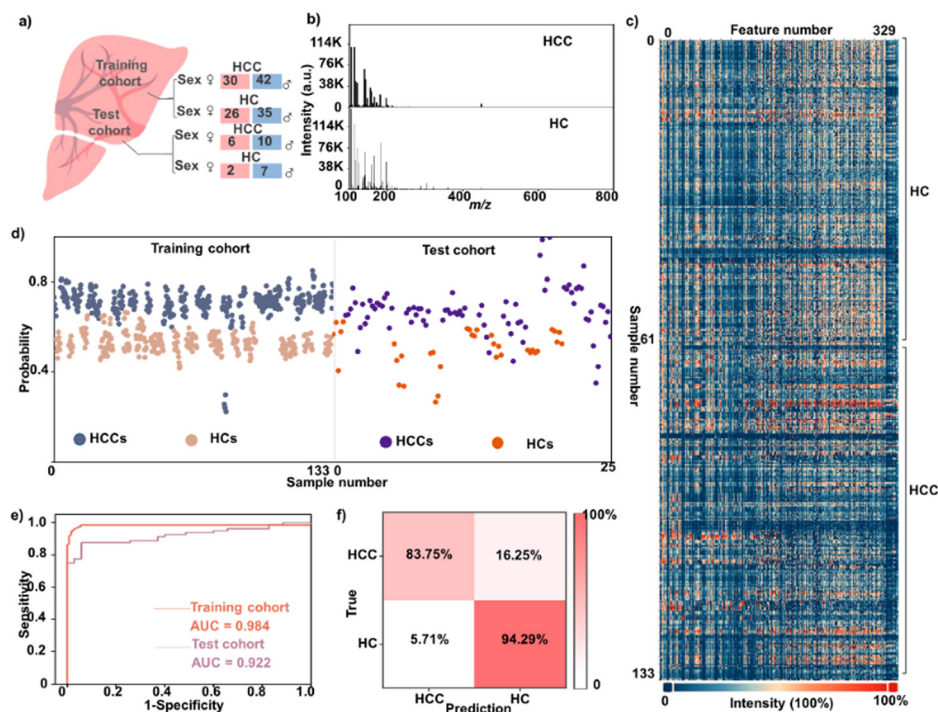 a)
Training
cohort
Test
cohort
HCC
Sex ♀ 30 42 ♂
HC
Sex ♀ 26 35 ♂
HCC
Sex ♀ 6 10 ♂
HC
Sex ♀ 2 7 ♂
b)
Intensity (a.u.)
114K
76K
38K
0
HCC
114K
76K
38K
0
HC
100 200 400 600 800
m/z
c)
Feature number
0 329
0
61
133
Sample number
HC
HCC
0 100%
Intensity (100%)
d)
Training cohort Test cohort
Probability
0.8
0.4
HCCs HCs HCCs HCs
0 133 0 25
Sample number
e)
Sensitivity
1.0
0.8
0.6
0.4
0.2
0
Training cohort
AUC = 0.984
Test cohort
AUC = 0.922
0 0.2 0.4 0.6 0.8 1.0
1-Specificity
f)
True
HCC 83.75% 16.25%
HC 5.71% 94.29%
HCC HC
Prediction
100%
0